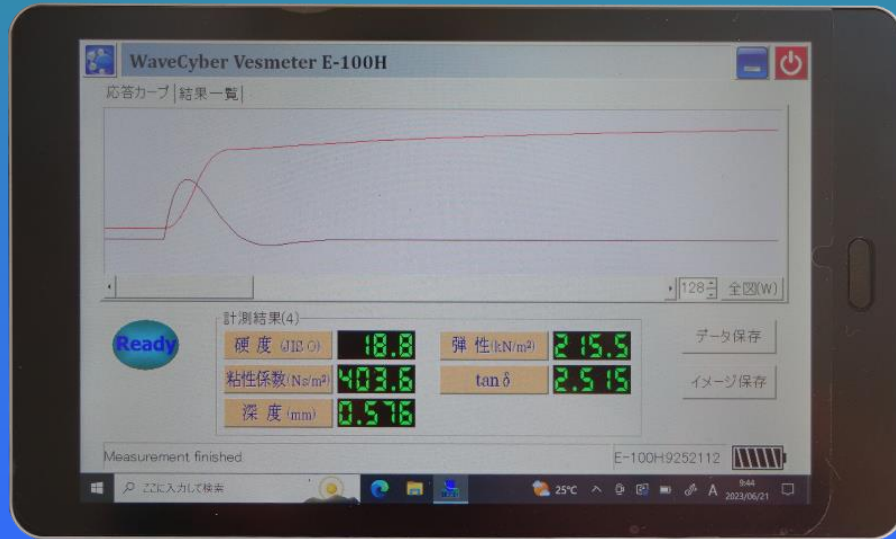 WaveCyber Vesmeter E-100H
応答カーブ 結果一覧
128 全図(W)
計測結果(4)
Ready
硬度 (JIS O) 18.8 弾性(kN/m²) 215.5 データ保存
粘性係数(Ns/m²) 403.6 tan δ 2.515 イメージ保存
深度(mm) 0.576
Measurement finished E-100H:9252112
ここに入力して検索 25°C A 9:44
2023/06/21